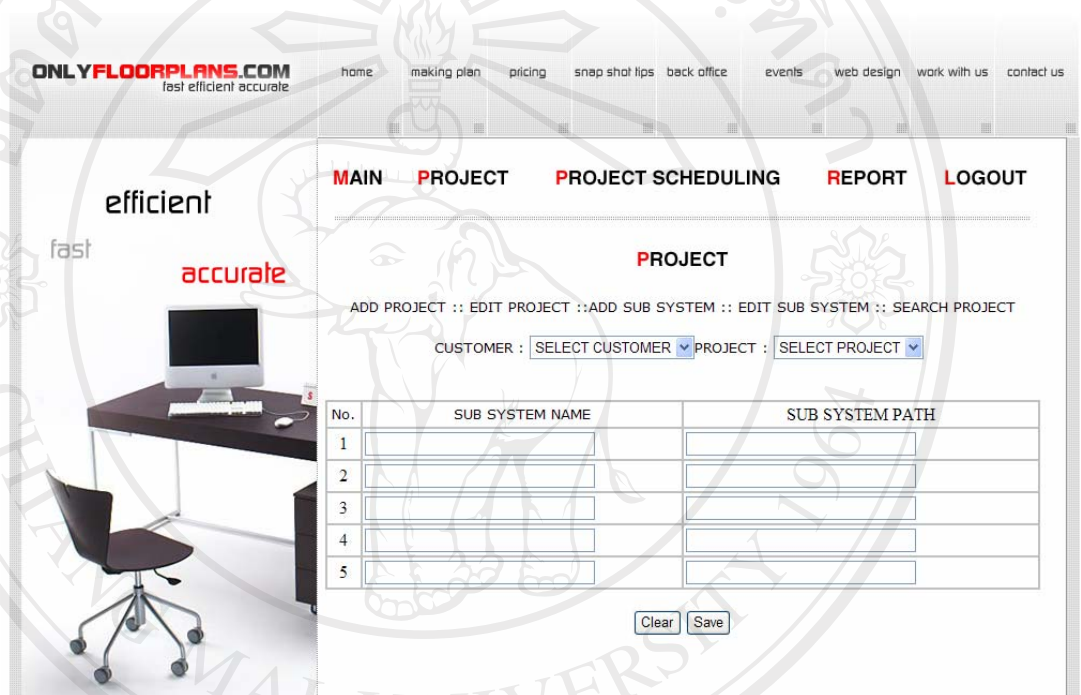 ONLYFLOORPLANS.COM
fast efficient accurate
home making plan pricing snap shot tips back office events web design work with us contact us
efficient
fast
accurate
MAIN PROJECT PROJECT SCHEDULING REPORT LOGOUT
PROJECT
ADD PROJECT :: EDIT PROJECT ::ADD SUB SYSTEM :: EDIT SUB SYSTEM :: SEARCH PROJECT
CUSTOMER : SELECT CUSTOMER PROJECT : SELECT PROJECT
No. SUB SYSTEM NAME SUB SYSTEM PATH
1
2
3
4
5
Clear Save
1964